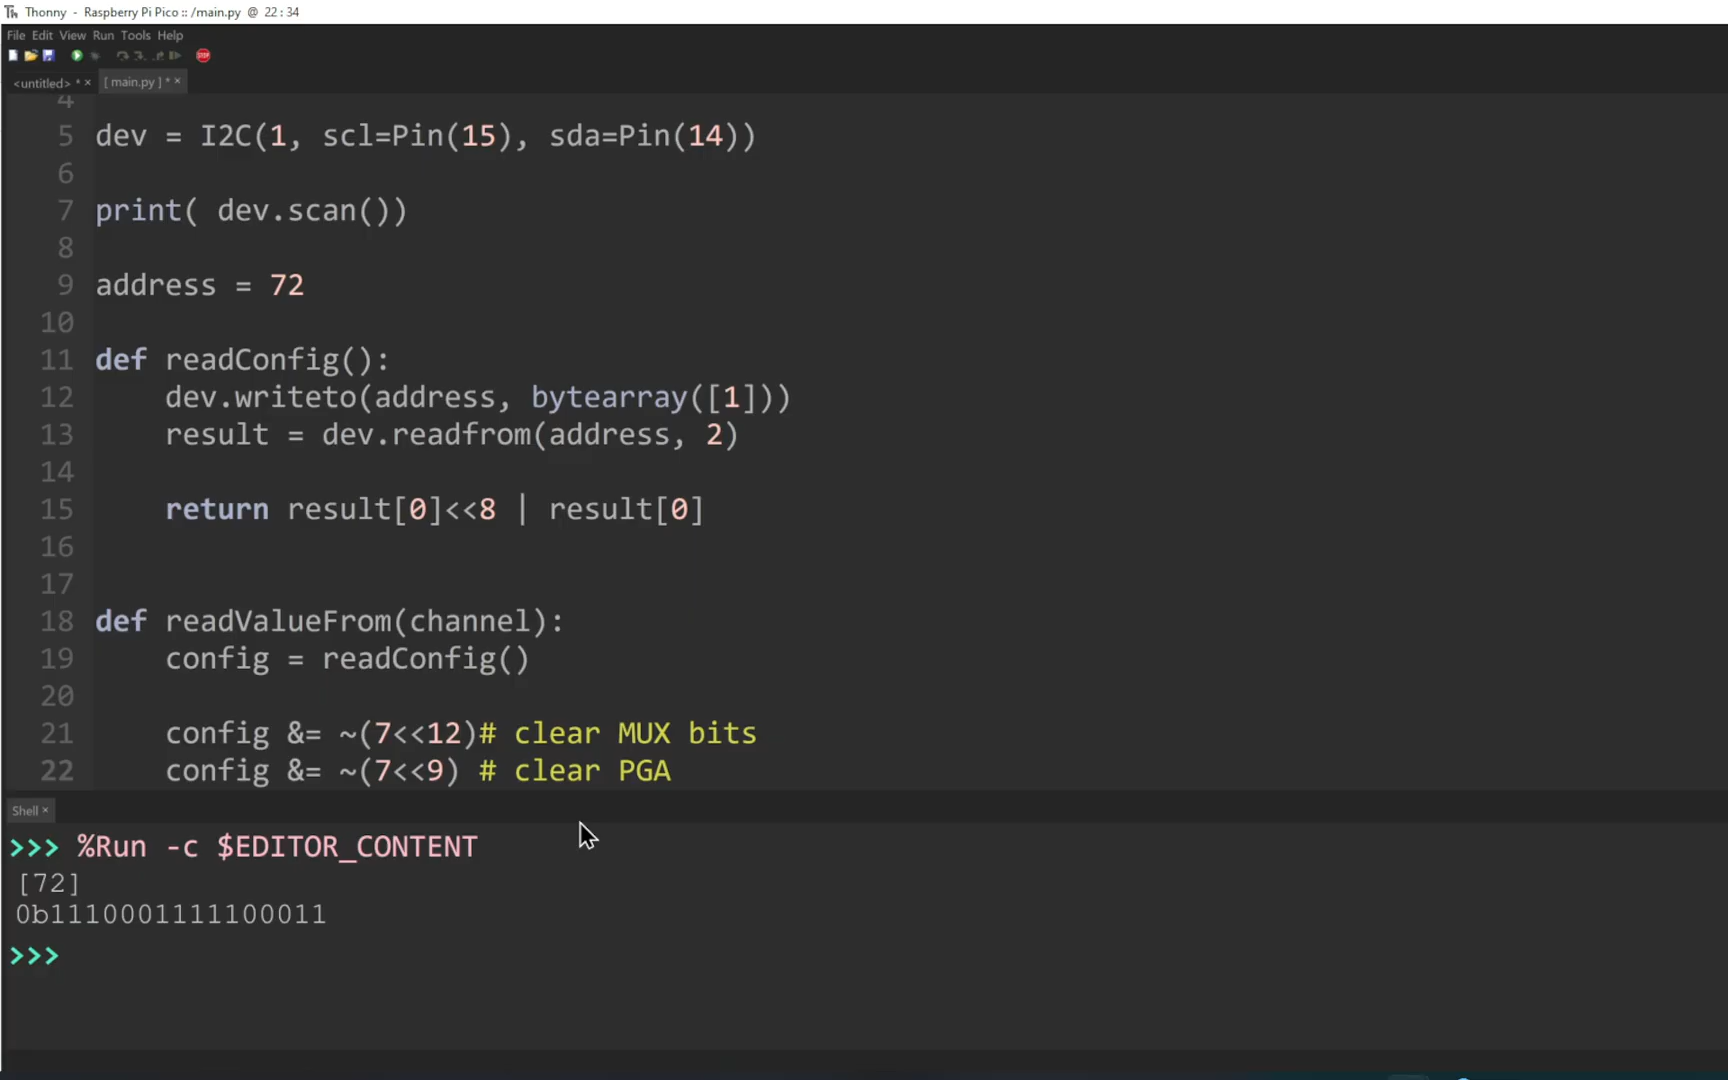 Thonny - Raspberry Pi Pico :: /main.py @ 22 : 34
File Edit View Run Tools Help
<untitled> * × [ main.py ] * ×
4
5 dev = I2C(1, scl=Pin(15), sda=Pin(14))
6
7 print( dev.scan())
8
9 address = 72
10
11 def readConfig():
12     dev.writeto(address, bytearray([1]))
13     result = dev.readfrom(address, 2)
14
15     return result[0]<<8 | result[0]
16
17
18 def readValueFrom(channel):
19     config = readConfig()
20
21     config &= ~(7<<12)# clear MUX bits
22     config &= ~(7<<9) # clear PGA
Shell ×
>>> %Run -c $EDITOR_CONTENT
[72]
0b1110001111100011
>>>